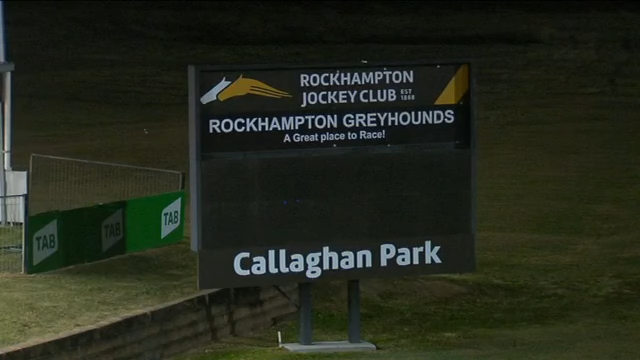 ROCKHAMPTON
JOCKEY CLUB EST 1868
ROCKHAMPTON GREYHOUNDS
A Great place to Race!
Callaghan Park
TAB
TAB
TAB